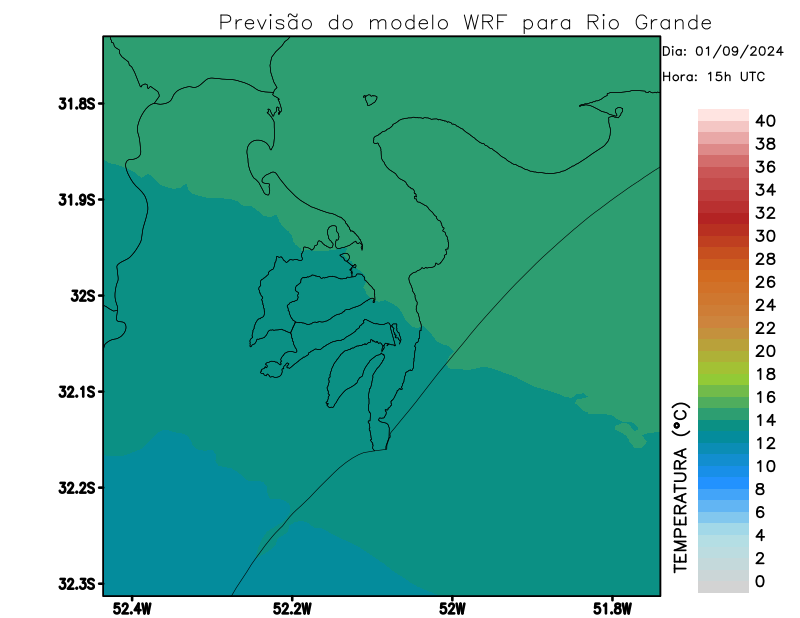 Previsão do modelo WRF para Rio Grande
Dia: 01/09/2024
Hora: 15h UTC
31.8S
31.9S
32S
32.1S
32.2S
32.3S
52.4W 52.2W 52W 51.8W
TEMPERATURA (°C)
40
38
36
34
32
30
28
26
24
22
20
18
16
14
12
10
8
6
4
2
0